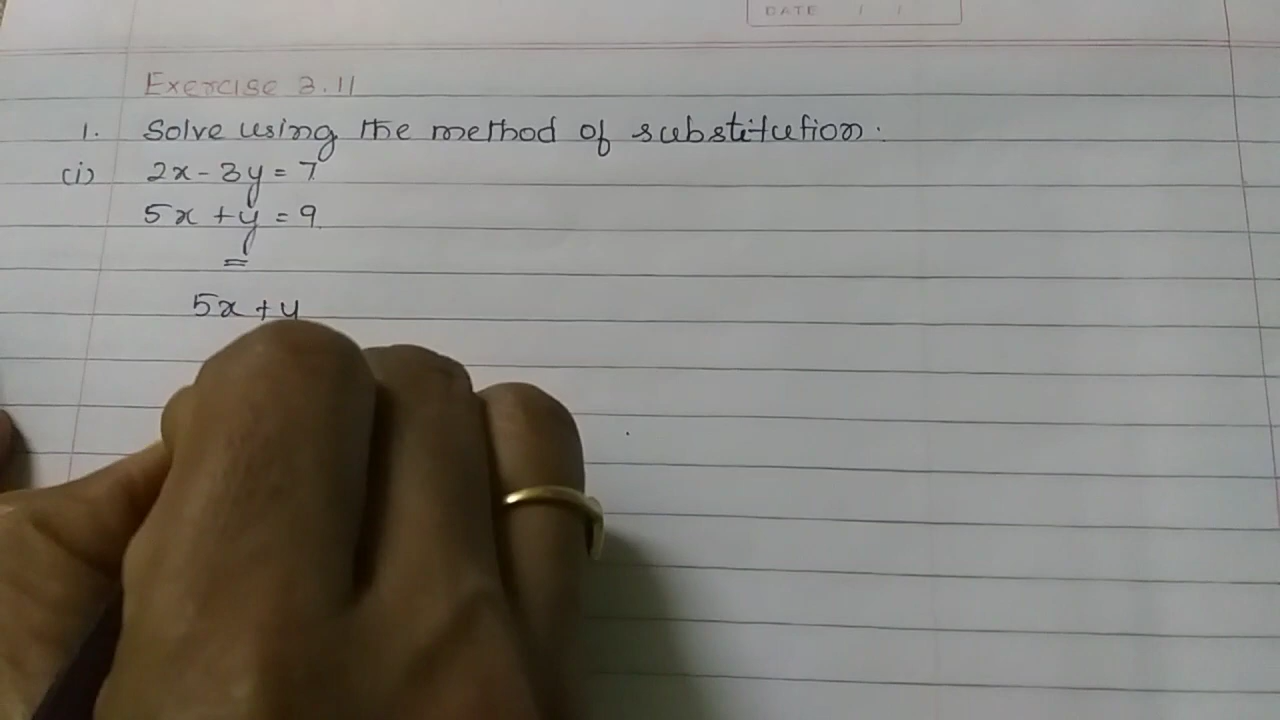 DATE / /
Exercise 3.11
1. Solve using the method of substitution.
(i) 2x - 3y = 7
5x + y = 9
=
5x + y